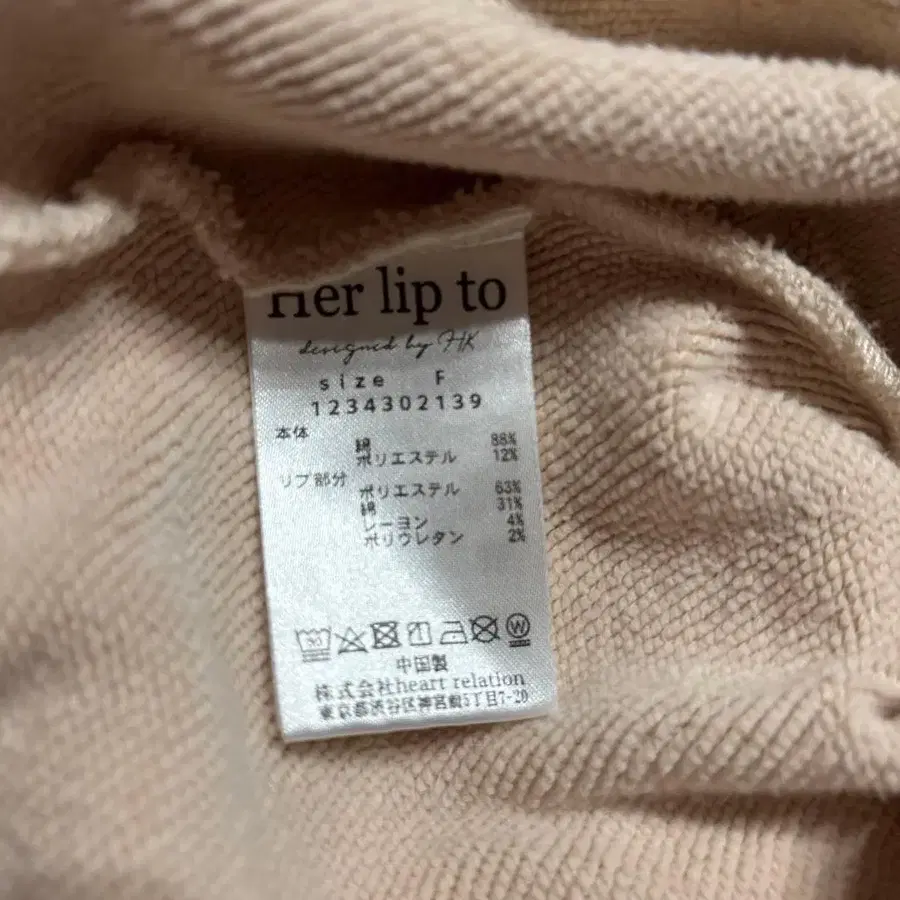 Her lip to
designed by HK
size F
1234302139
本体
綿 88%
ポリエステル 12%
リブ部分
ポリエステル 63%
綿 31%
レーヨン 4%
ポリウレタン 2%
W
中国製
株式会社heart relation
東京都渋谷区神宮前5丁目7-20